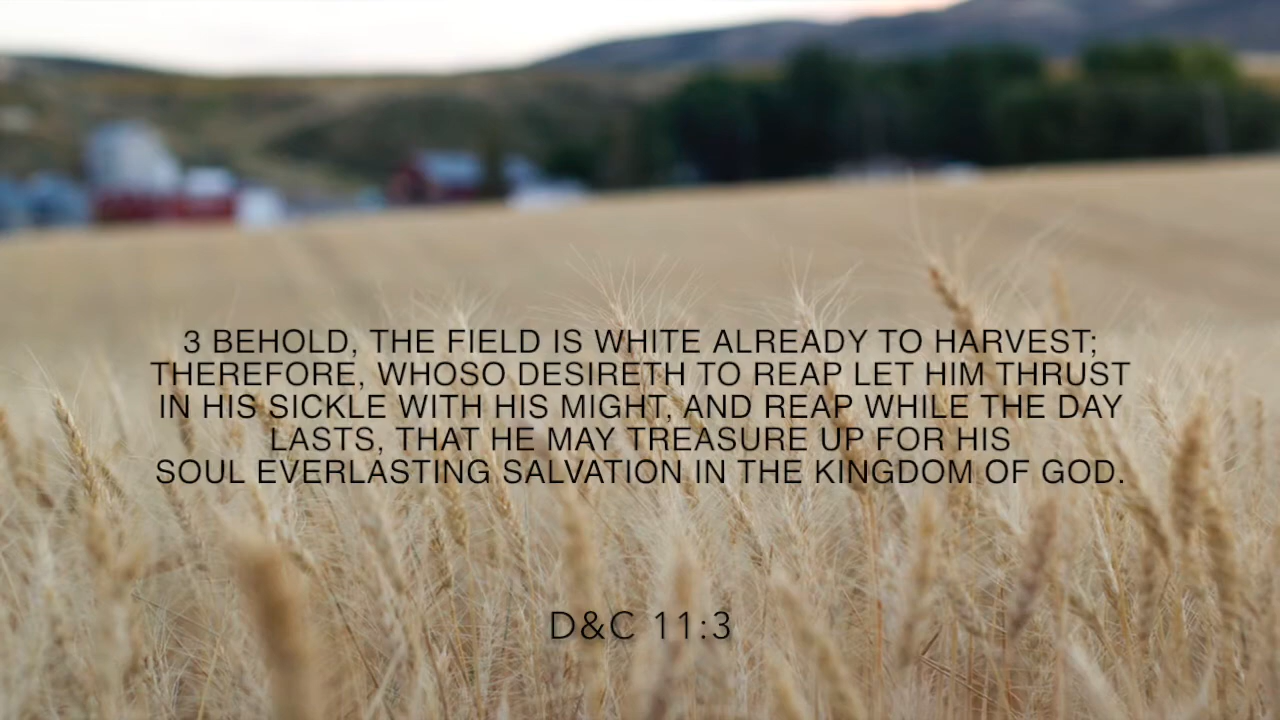 3 BEHOLD, THE FIELD IS WHITE ALREADY TO HARVEST;
THEREFORE, WHOSO DESIRETH TO REAP LET HIM THRUST
IN HIS SICKLE WITH HIS MIGHT, AND REAP WHILE THE DAY
LASTS, THAT HE MAY TREASURE UP FOR HIS
SOUL EVERLASTING SALVATION IN THE KINGDOM OF GOD.
D&C 11:3